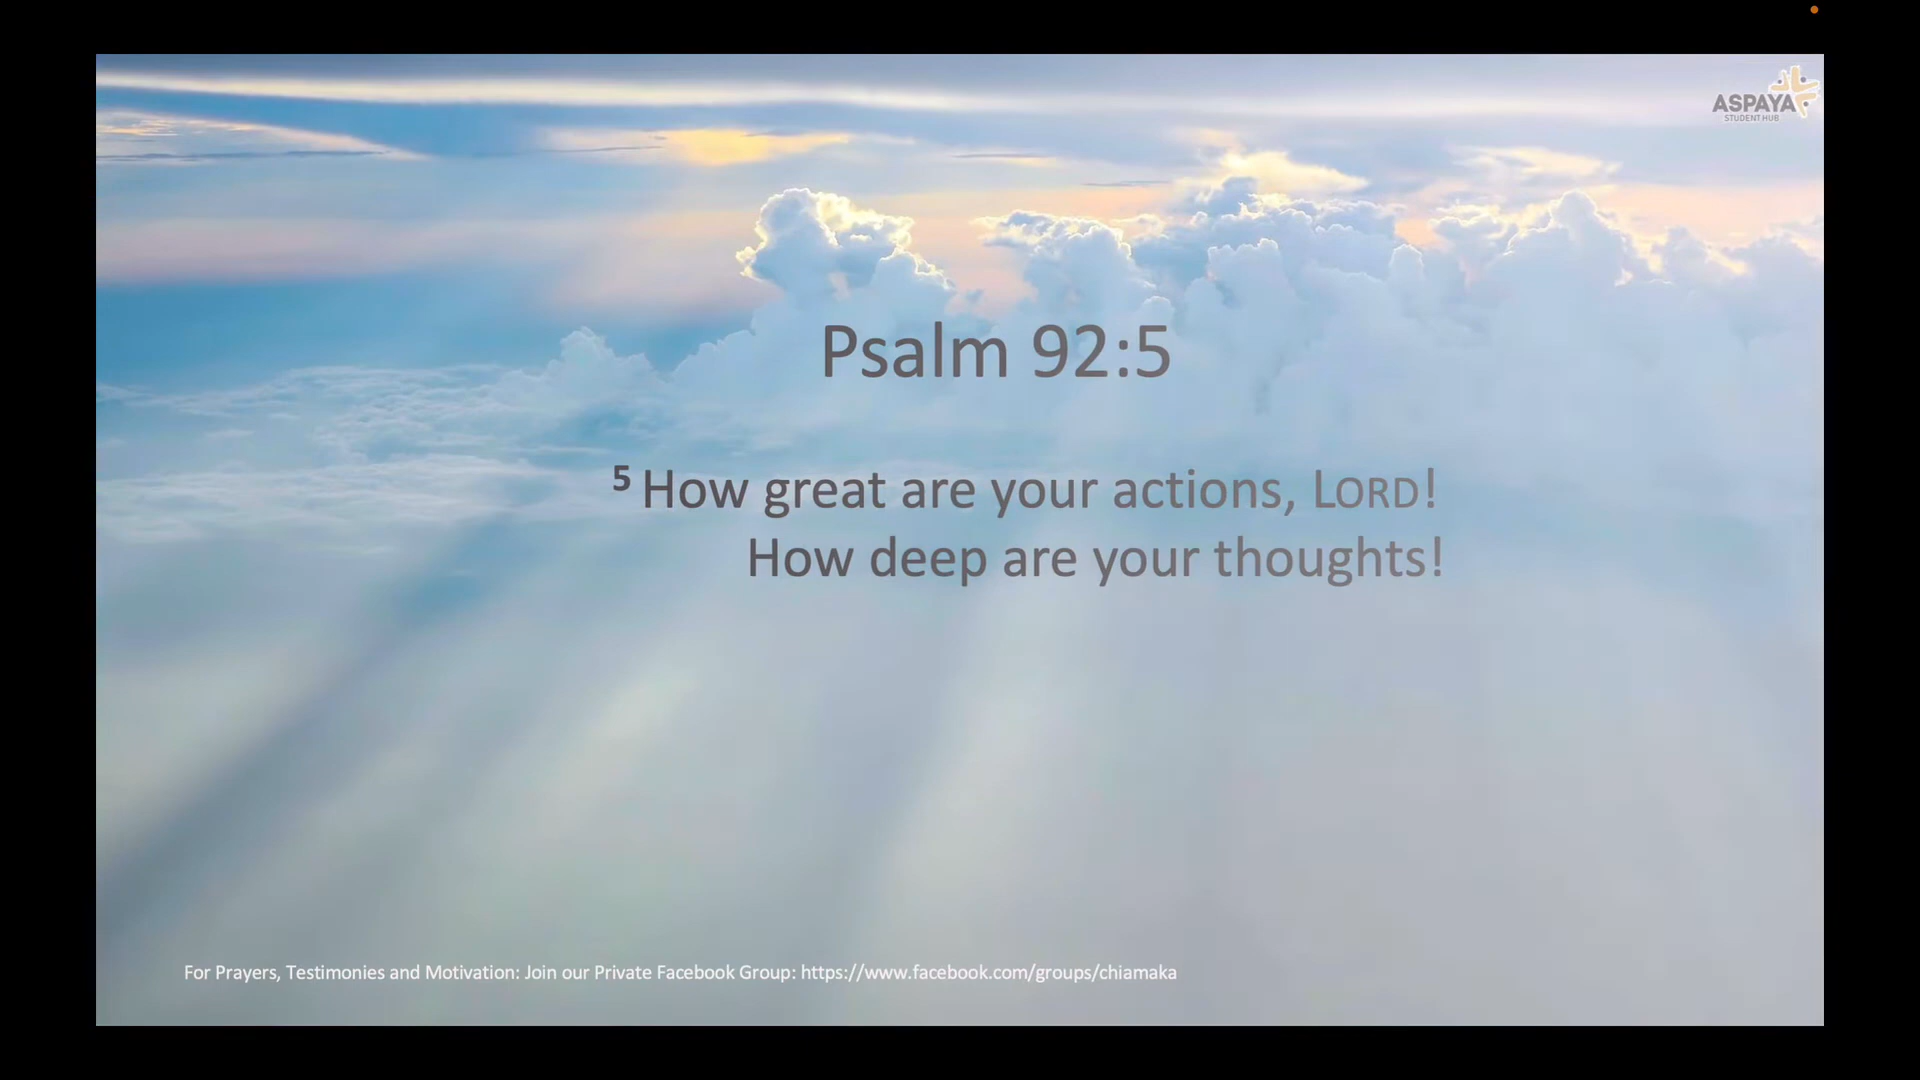 ASPAYA
STUDENT HUB
Psalm 92:5
5 How great are your actions, LORD!
How deep are your thoughts!
For Prayers, Testimonies and Motivation: Join our Private Facebook Group: https://www.facebook.com/groups/chiamaka